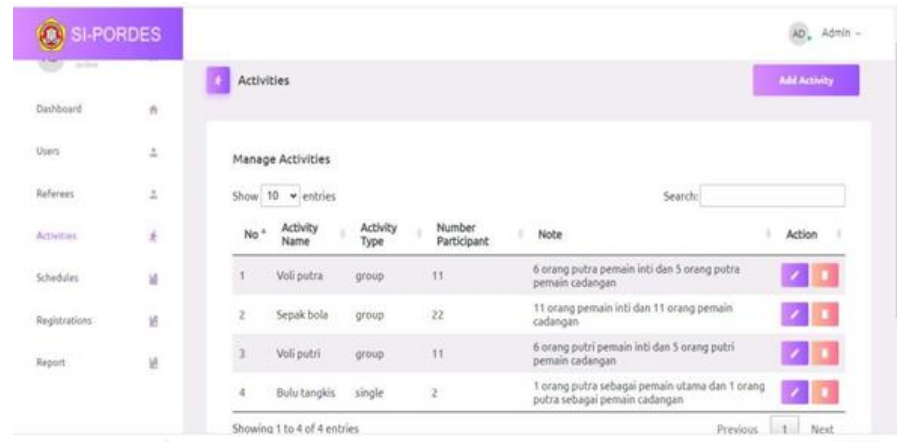 SI-PORDES
AD
Admin
online
Activities
Add Activity
Dashboard
Users
Referees
Activities
Schedules
Registrations
Report
Manage Activities
Show 10 entries
Search:
No Activity Name Activity Type Number Participant Note Action
1 Voli putra group 11 6 orang putra pemain inti dan 5 orang putra
pemain cadangan
2 Sepak bola group 22 11 orang pemain inti dan 11 orang pemain
cadangan
3 Voli putri group 11 6 orang putri pemain inti dan 5 orang putri
pemain cadangan
4 Bulu tangkis single 2 1 orang putra sebagai pemain utama dan 1 orang
putra sebagai pemain cadangan
Showing 1 to 4 of 4 entries
Previous 1 Next